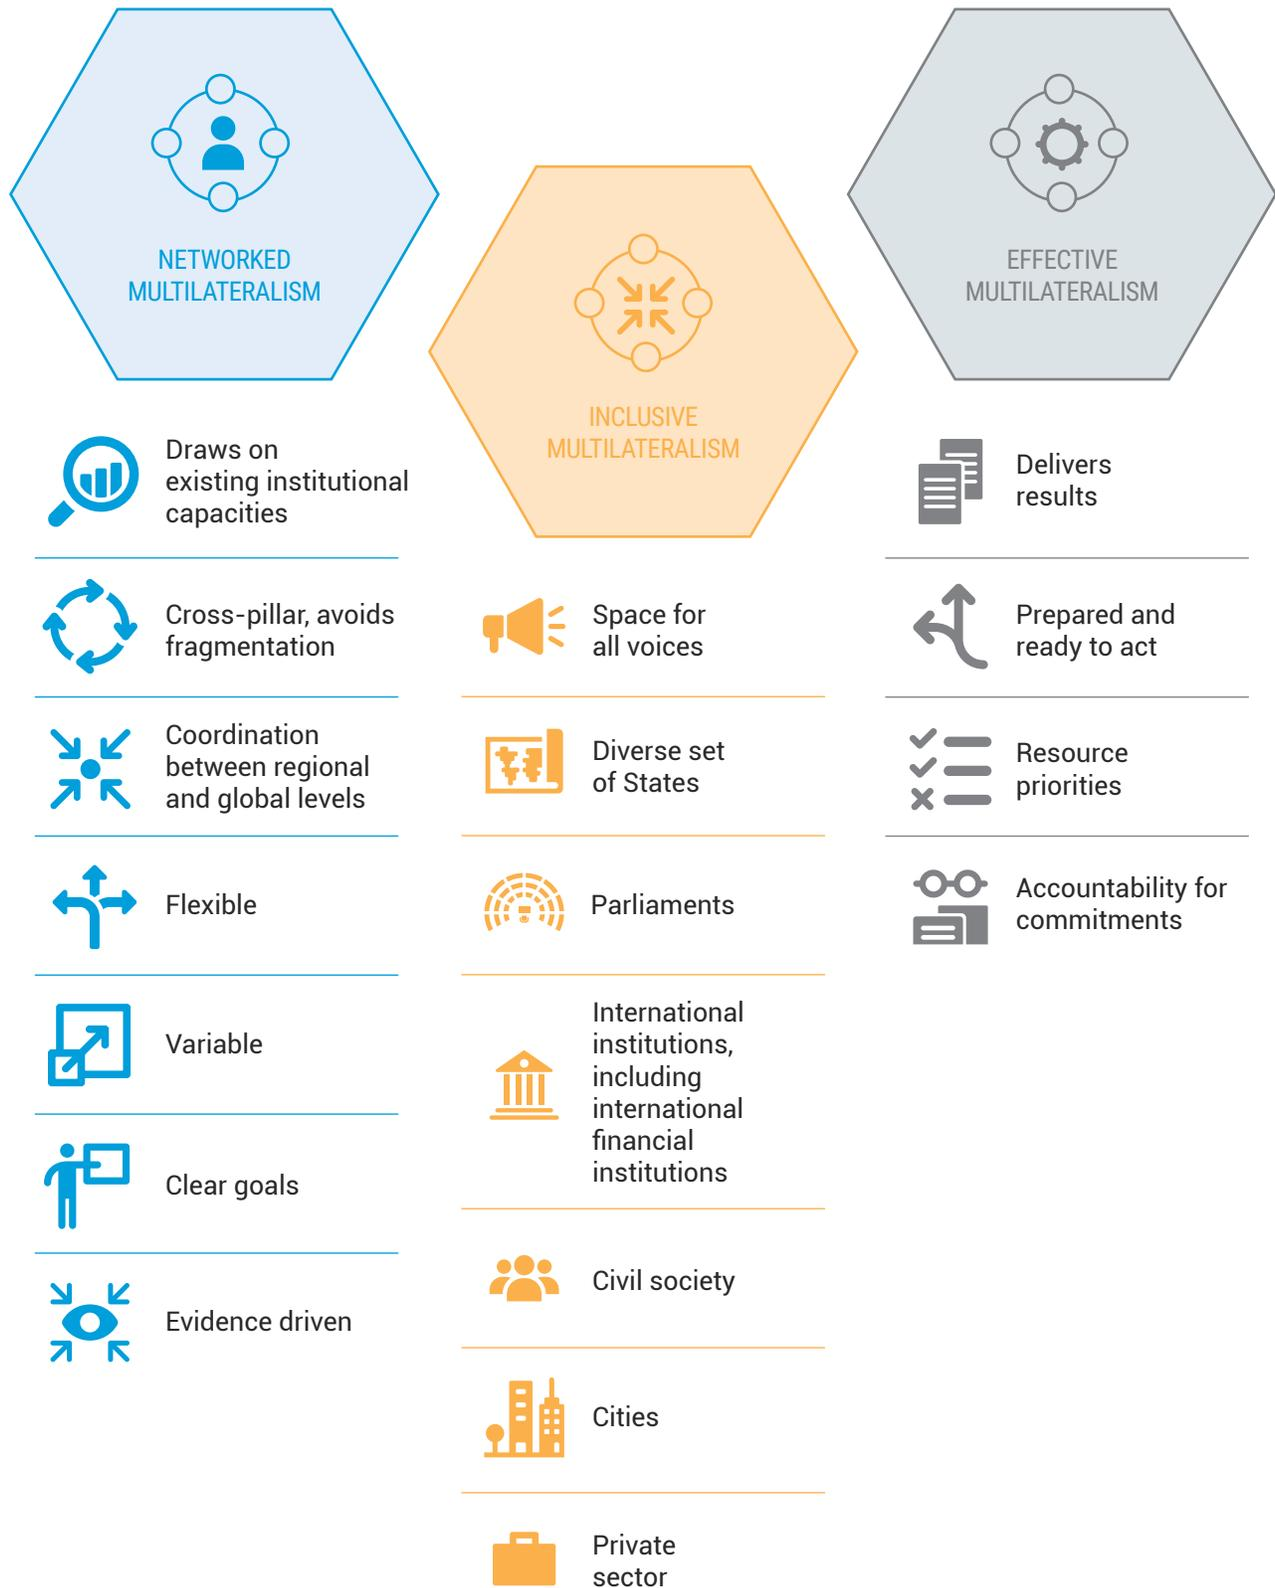 NETWORKED
MULTILATERALISM
Draws on
existing institutional
capacities
Cross-pillar, avoids
fragmentation
Coordination
between regional
and global levels
Flexible
Variable
Clear goals
Evidence driven
INCLUSIVE
MULTILATERALISM
Space for
all voices
Diverse set
of States
Parliaments
International
institutions,
including
international
financial
institutions
Civil society
Cities
Private
sector
EFFECTIVE
MULTILATERALISM
Delivers
results
Prepared and
ready to act
Resource
priorities
Accountability for
commitments